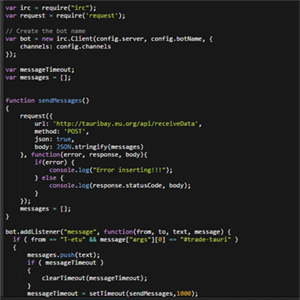 var irc = require("irc");
var request = require('request');
// Create the bot name
var bot = new irc.Client(config.server, config.botName, {
channels: config.channels
});
var messageTimeout;
var messages = [];
function sendMessages()
{
request({
url: 'http://tauribay.eu.org/api/receiveData',
method: 'POST',
json: true,
body: JSON.stringify(messages)
}, function(error, response, body){
if(error) {
console.log("Error inserting!!!");
} else {
console.log(response.statusCode, body);
}
});
messages = [];
}
bot.addListener("message", function(from, to, text, message) {
if ( from == "T-etu" && message["args"][0] == "#trade-tauri" )
{
messages.push(text);
if ( messageTimeout )
{
clearTimeout(messageTimeout);
}
messageTimeout = setTimeout(sendMessages,1000);